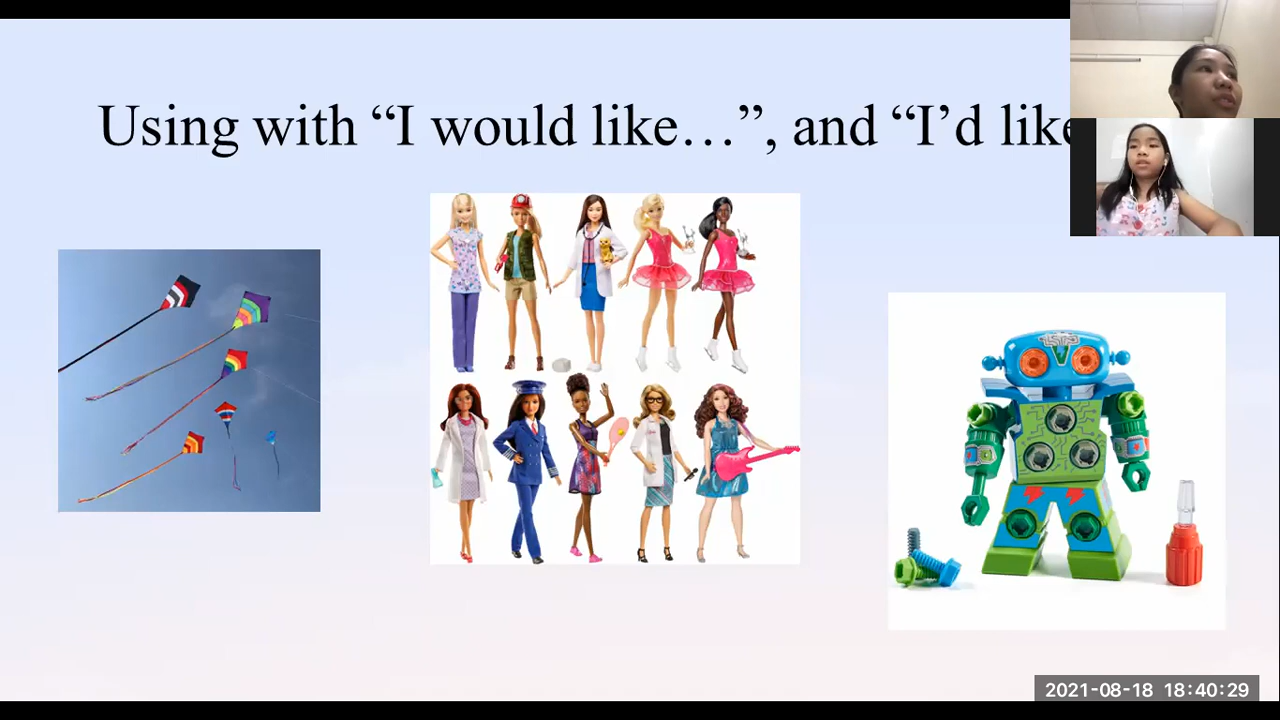 Using with “I would like…”, and “I’d like
2021-08-18 18:40:29